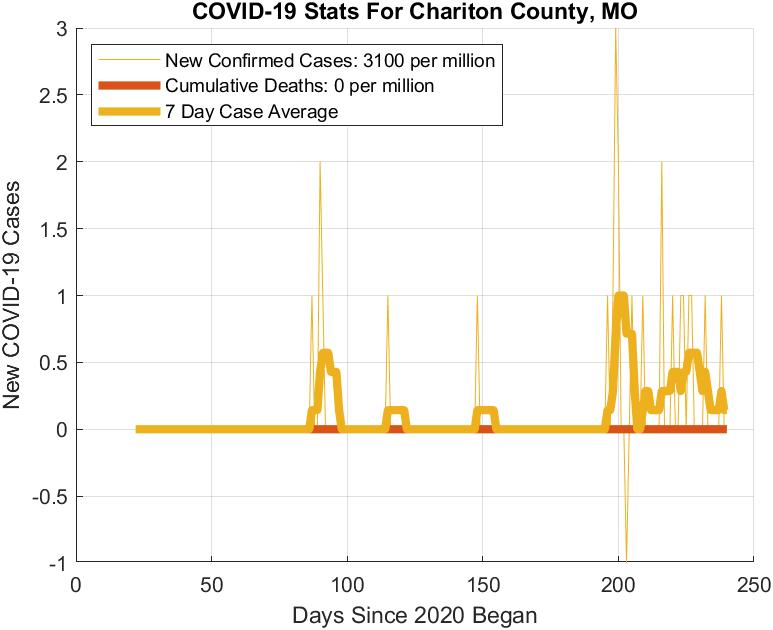 COVID-19 Stats For Chariton County, MO
New Confirmed Cases: 3100 per million
Cumulative Deaths: 0 per million
7 Day Case Average
New COVID-19 Cases
3
2.5
2
1.5
1
0.5
0
-0.5
-1
0 50 100 150 200 250
Days Since 2020 Began